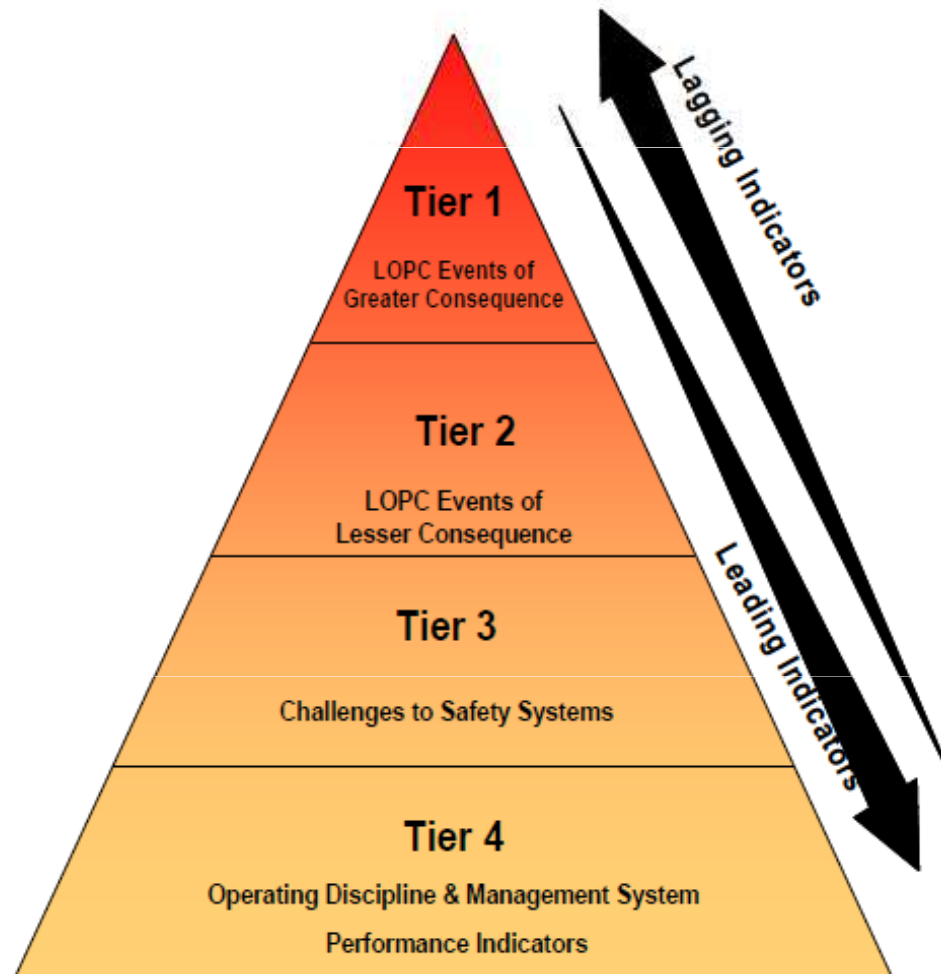 Tier 1
LOPC Events of
Greater Consequence
Tier 2
LOPC Events of
Lesser Consequence
Tier 3
Challenges to Safety Systems
Tier 4
Operating Discipline & Management System
Performance Indicators
Lagging Indicators
Leading Indicators